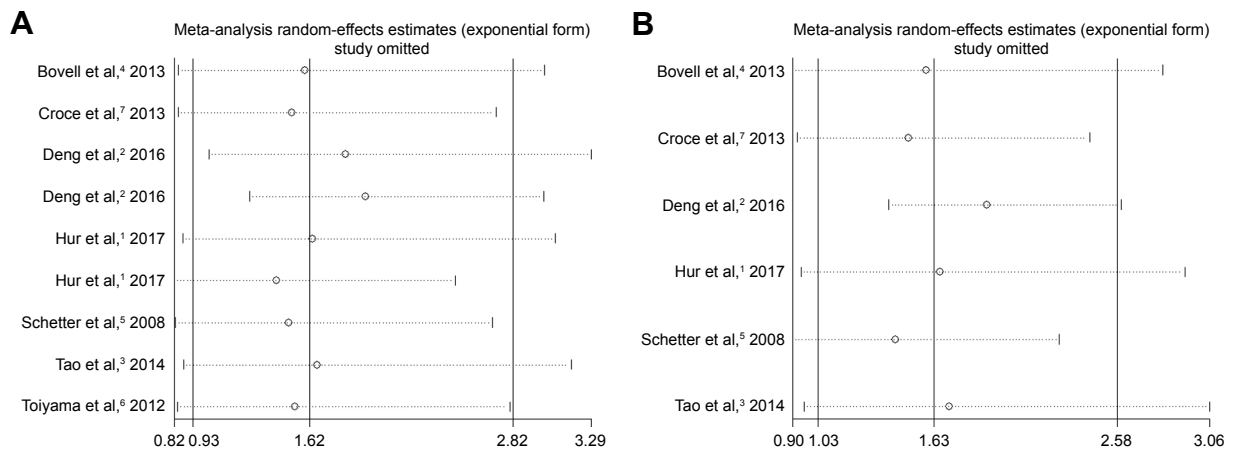 A
Meta-analysis random-effects estimates (exponential form)
study omitted
Bovell et al,⁴ 2013
Croce et al,⁷ 2013
Deng et al,² 2016
Deng et al,² 2016
Hur et al,¹ 2017
Hur et al,¹ 2017
Schetter et al,⁵ 2008
Tao et al,³ 2014
Toiyama et al,⁶ 2012
0.82 0.93 1.62 2.82 3.29
B
Meta-analysis random-effects estimates (exponential form)
study omitted
Bovell et al,⁴ 2013
Croce et al,⁷ 2013
Deng et al,² 2016
Hur et al,¹ 2017
Schetter et al,⁵ 2008
Tao et al,³ 2014
0.90 1.03 1.63 2.58 3.06